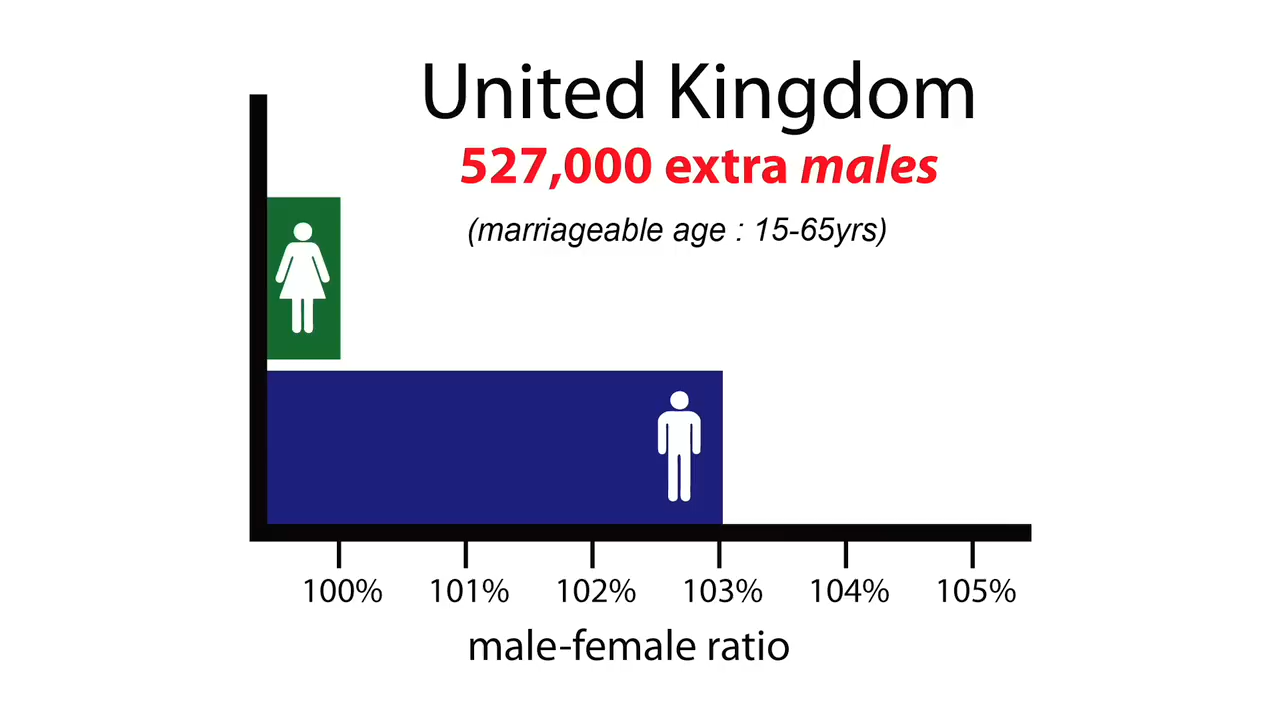 United Kingdom
527,000 extra males
(marriageable age : 15-65yrs)
100% 101% 102% 103% 104% 105%
male-female ratio